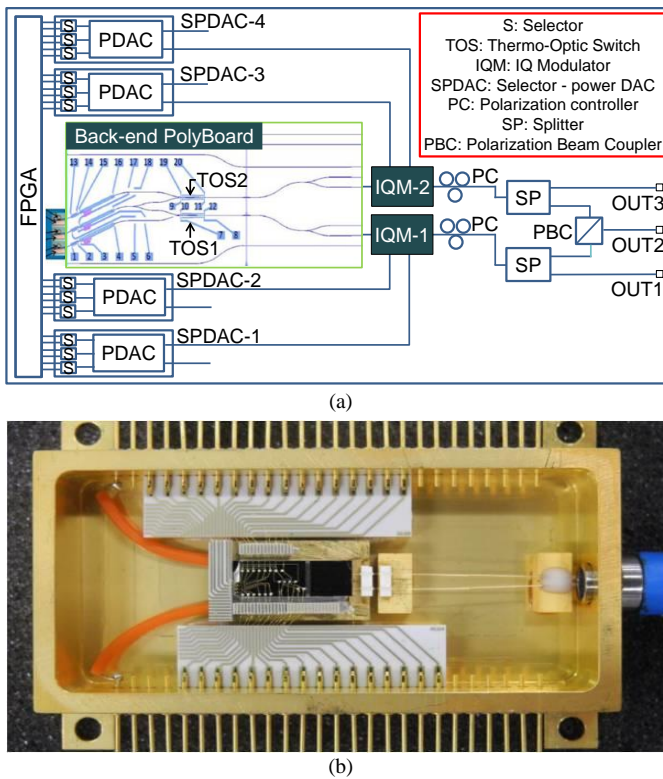 SPDAC-4
S
S
S
PDAC
SPDAC-3
S
S
S
PDAC
FPGA
Back-end PolyBoard
13 14 15 16 17 18 19 20
TOS2
9 10 11 12
TOS1
1 2 3 4 5 6 7 8
SPDAC-2
S
S
S
PDAC
SPDAC-1
S
S
S
PDAC
IQM-2
PC
IQM-1
PC
SP
PBC
SP
OUT3
OUT2
OUT1
S: Selector
TOS: Thermo-Optic Switch
IQM: IQ Modulator
SPDAC: Selector - power DAC
PC: Polarization controller
SP: Splitter
PBC: Polarization Beam Coupler
(a)
(b)